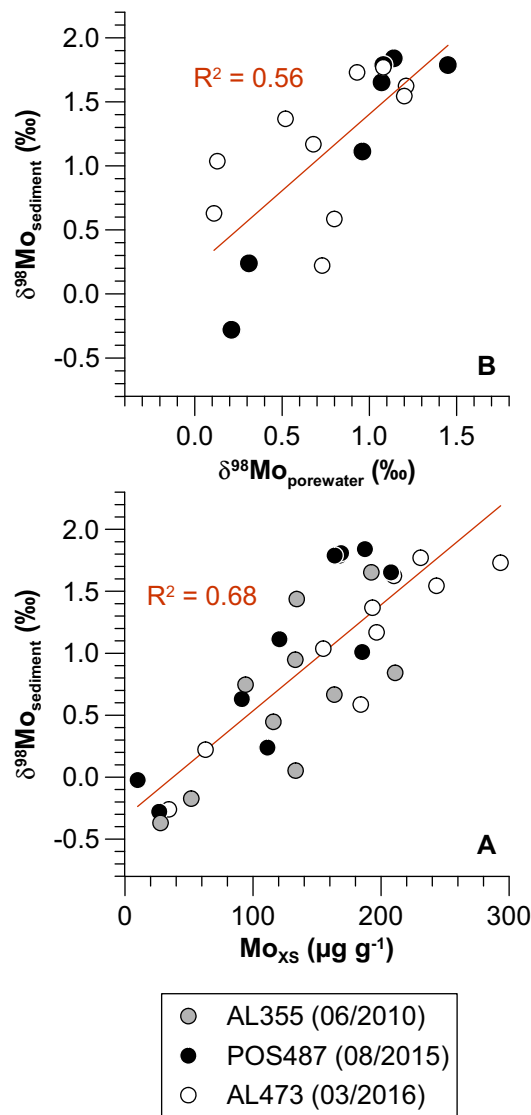 2.0
1.5
1.0
0.5
0.0
-0.5
δ⁹⁸Mo_sediment (‰)
R² = 0.56
B
0.0 0.5 1.0 1.5
δ⁹⁸Mo_porewater (‰)
2.0
1.5
1.0
0.5
0.0
-0.5
δ⁹⁸Mo_sediment (‰)
R² = 0.68
A
0 100 200 300
Mo_XS (µg g⁻¹)
AL355 (06/2010)
POS487 (08/2015)
AL473 (03/2016)